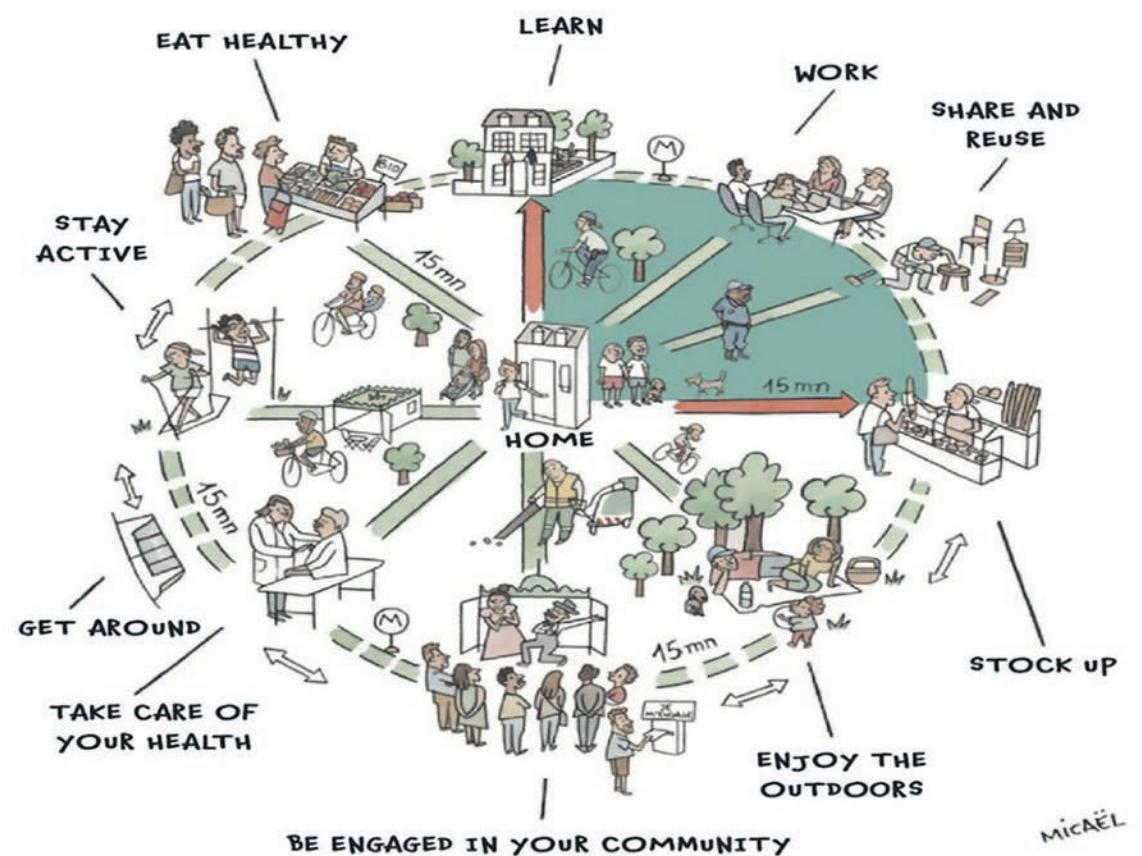 LEARN
EAT HEALTHY
WORK
SHARE AND
REUSE
BIO
M
STAY
ACTIVE
15mn
15mn
HOME
15mn
M
GET AROUND
15mn
STOCK UP
TAKE CARE OF
YOUR HEALTH
ENJOY THE
OUTDOORS
BE ENGAGED IN YOUR COMMUNITY
MICAËL